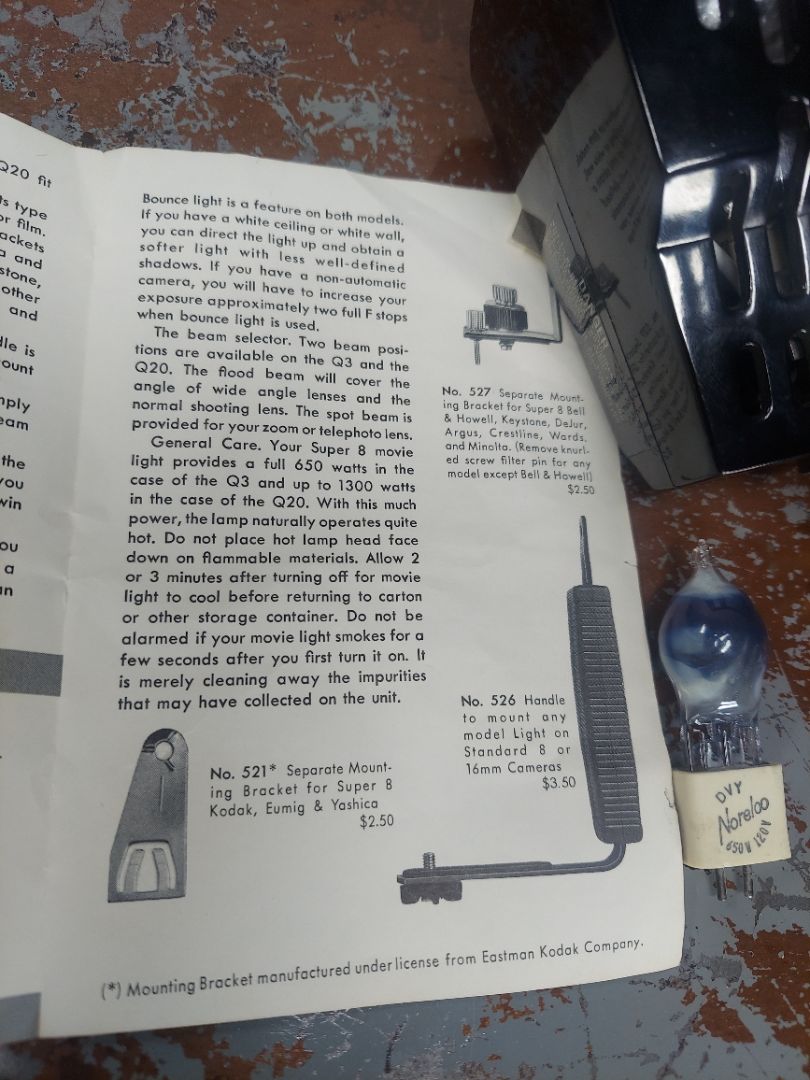 Q20 fit
ts type
or film.
ackets
a and
stone,
other
and
dle is
ount
mply
eam
the
you
win
ou
a
an
Bounce light is a feature on both models.
If you have a white ceiling or white wall,
you can direct the light up and obtain a
softer light with less well-defined
shadows. If you have a non-automatic
camera, you will have to increase your
exposure approximately two full F stops
when bounce light is used.
The beam selector. Two beam posi-
tions are available on the Q3 and the
Q20. The flood beam will cover the
angle of wide angle lenses and the
normal shooting lens. The spot beam is
provided for your zoom or telephoto lens.
General Care. Your Super 8 movie
light provides a full 650 watts in the
case of the Q3 and up to 1300 watts
in the case of the Q20. With this much
power, the lamp naturally operates quite
hot. Do not place hot lamp head face
down on flammable materials. Allow 2
or 3 minutes after turning off for movie
light to cool before returning to carton
or other storage container. Do not be
alarmed if your movie light smokes for a
few seconds after you first turn it on. It
is merely cleaning away the impurities
that may have collected on the unit.
No. 521* Separate Mount-
ing Bracket for Super 8
Kodak, Eumig & Yashica
$2.50
No. 527 Separate Mount-
ing Bracket for Super 8 Bell
& Howell, Keystone, DeJur,
Argus, Crestline, Wards,
and Minolta. (Remove knurl-
ed screw filter pin for any
model except Bell & Howell)
$2.50
No. 526 Handle
to mount any
model Light on
Standard 8 or
16mm Cameras
$3.50
(*) Mounting Bracket manufactured under license from Eastman Kodak Company.
DVY
Norelco
650W 120V